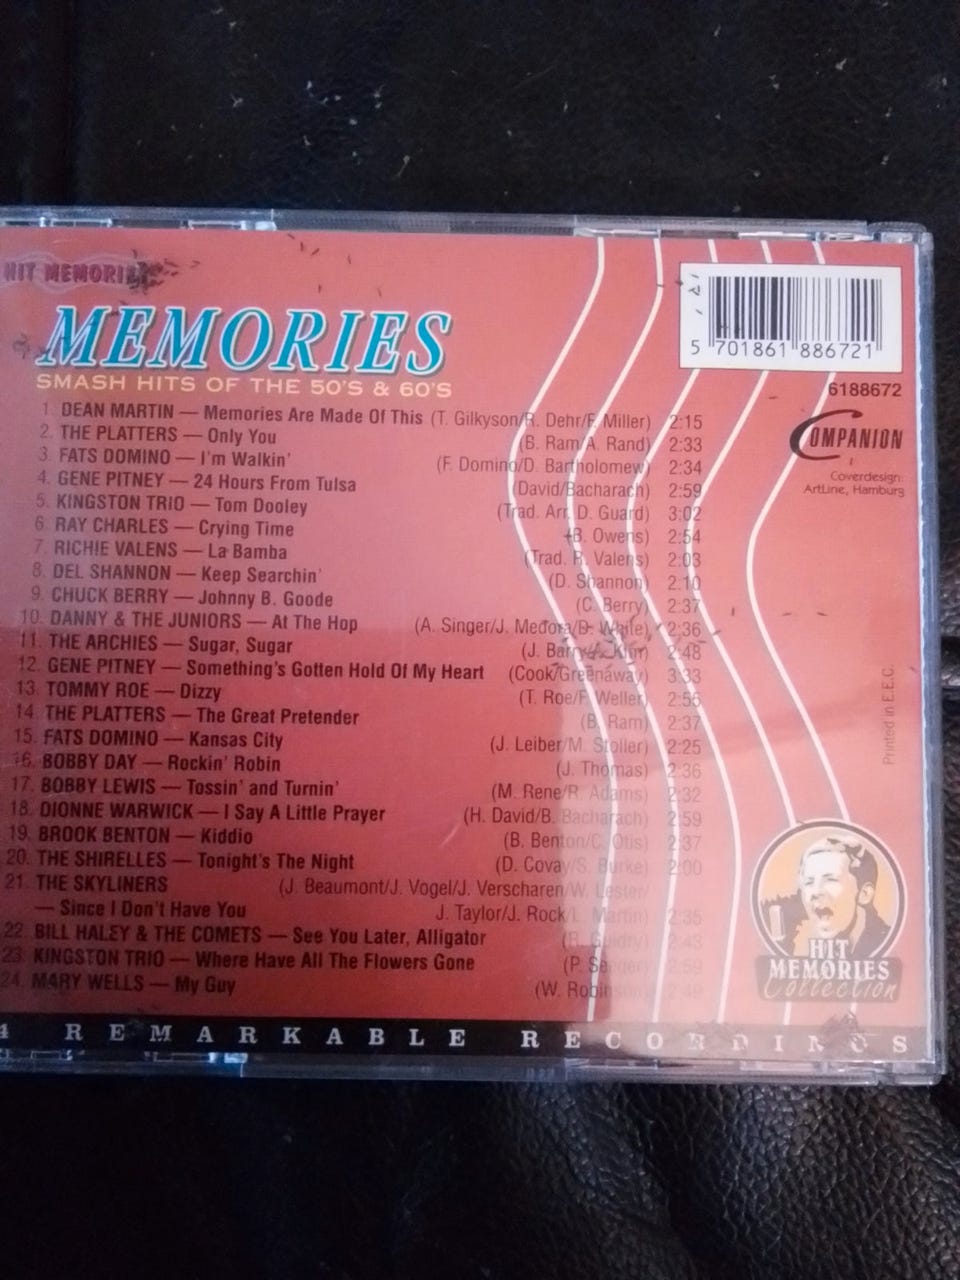 HIT MEMORIES
MEMORIES
SMASH HITS OF THE 50'S & 60'S
1. DEAN MARTIN — Memories Are Made Of This (T. Gilkyson/R. Dehr/F. Miller) 2:15
2. THE PLATTERS — Only You (B. Ram/A. Rand) 2:33
3. FATS DOMINO — I'm Walkin' (F. Domino/D. Bartholomew) 2:34
4. GENE PITNEY — 24 Hours From Tulsa (David/Bacharach) 2:59
5. KINGSTON TRIO — Tom Dooley (Trad. Arr. D. Guard) 3:02
6. RAY CHARLES — Crying Time (B. Owens) 2:54
7. RICHIE VALENS — La Bamba (Trad. R. Valens) 2:03
8. DEL SHANNON — Keep Searchin' (D. Shannon) 2:10
9. CHUCK BERRY — Johnny B. Goode (C. Berry) 2:37
10. DANNY & THE JUNIORS — At The Hop (A. Singer/J. Medora/D. White) 2:36
11. THE ARCHIES — Sugar, Sugar (J. Barry/A. Kim) 2:48
12. GENE PITNEY — Something's Gotten Hold Of My Heart (Cook/Greenaway) 3:33
13. TOMMY ROE — Dizzy (T. Roe/F. Weller) 2:56
14. THE PLATTERS — The Great Pretender (B. Ram) 2:37
15. FATS DOMINO — Kansas City (J. Leiber/M. Stoller) 2:25
16. BOBBY DAY — Rockin' Robin (J. Thomas) 2:36
17. BOBBY LEWIS — Tossin' and Turnin' (M. Rene/R. Adams) 2:32
18. DIONNE WARWICK — I Say A Little Prayer (H. David/B. Bacharach) 2:59
19. BROOK BENTON — Kiddio (B. Benton/C. Otis) 2:37
20. THE SHIRELLES — Tonight's The Night (D. Covay/S. Burke) 2:00
21. THE SKYLINERS (J. Beaumont/J. Vogel/J. Verscharen/W. Lester/
— Since I Don't Have You J. Taylor/J. Rock/L. Martin) 2:35
22. BILL HALEY & THE COMETS — See You Later, Alligator (R. Guidry) 2:43
23. KINGSTON TRIO — Where Have All The Flowers Gone (P. Seeger) 2:59
24. MARY WELLS — My Guy (W. Robinson) 2:49
5 701861 886721
6188672
COMPANION
Coverdesign:
ArtLine, Hamburg
Printed in E.E.C.
HIT
MEMORIES
Collection
4 REMARKABLE RECORDINGS